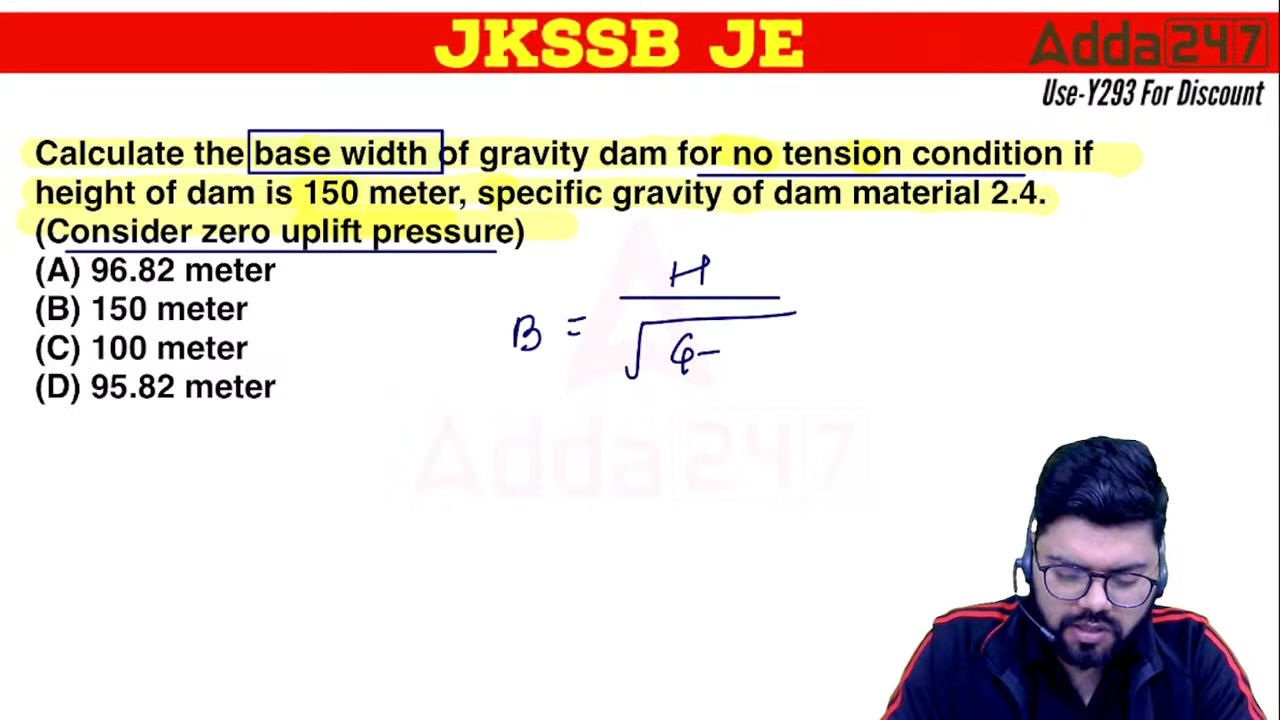 JKSSB JE
Adda247
Use-Y293 For Discount
Calculate the base width of gravity dam for no tension condition if
height of dam is 150 meter, specific gravity of dam material 2.4.
(Consider zero uplift pressure)
(A) 96.82 meter
(B) 150 meter
(C) 100 meter
(D) 95.82 meter
B = H
√G-
Adda247